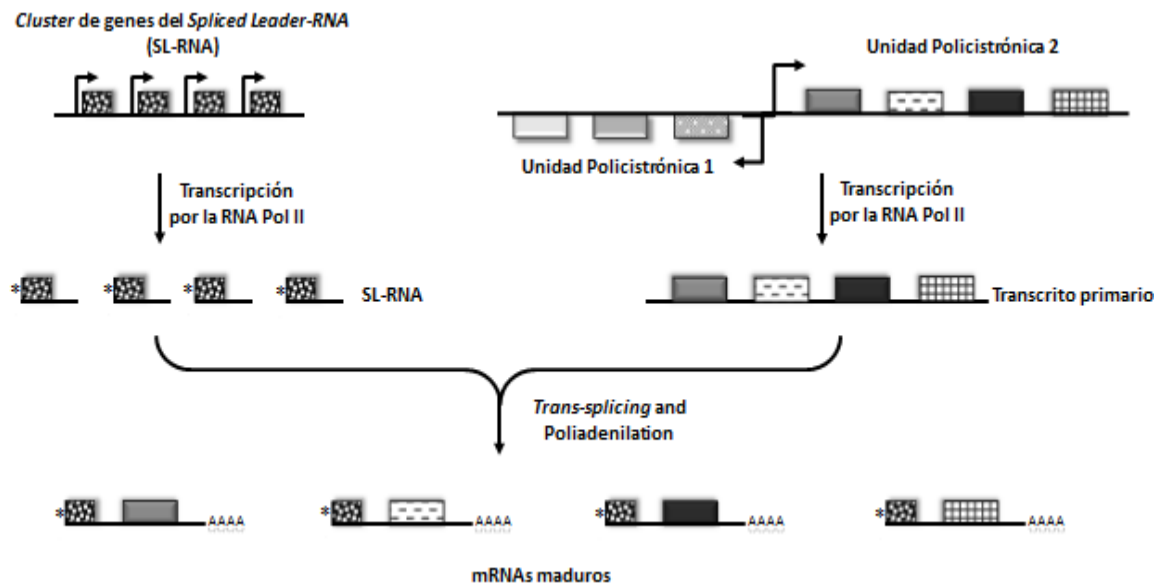 Cluster de genes del Spliced Leader-RNA
(SL-RNA)
Unidad Policistrónica 2
Unidad Policistrónica 1
Transcripción
por la RNA Pol II
Transcripción
por la RNA Pol II
* * * * SL-RNA
Transcrito primario
Trans-splicing and
Poliadenilation
* AAAA * AAAA * AAAA * AAAA
mRNAs maduros